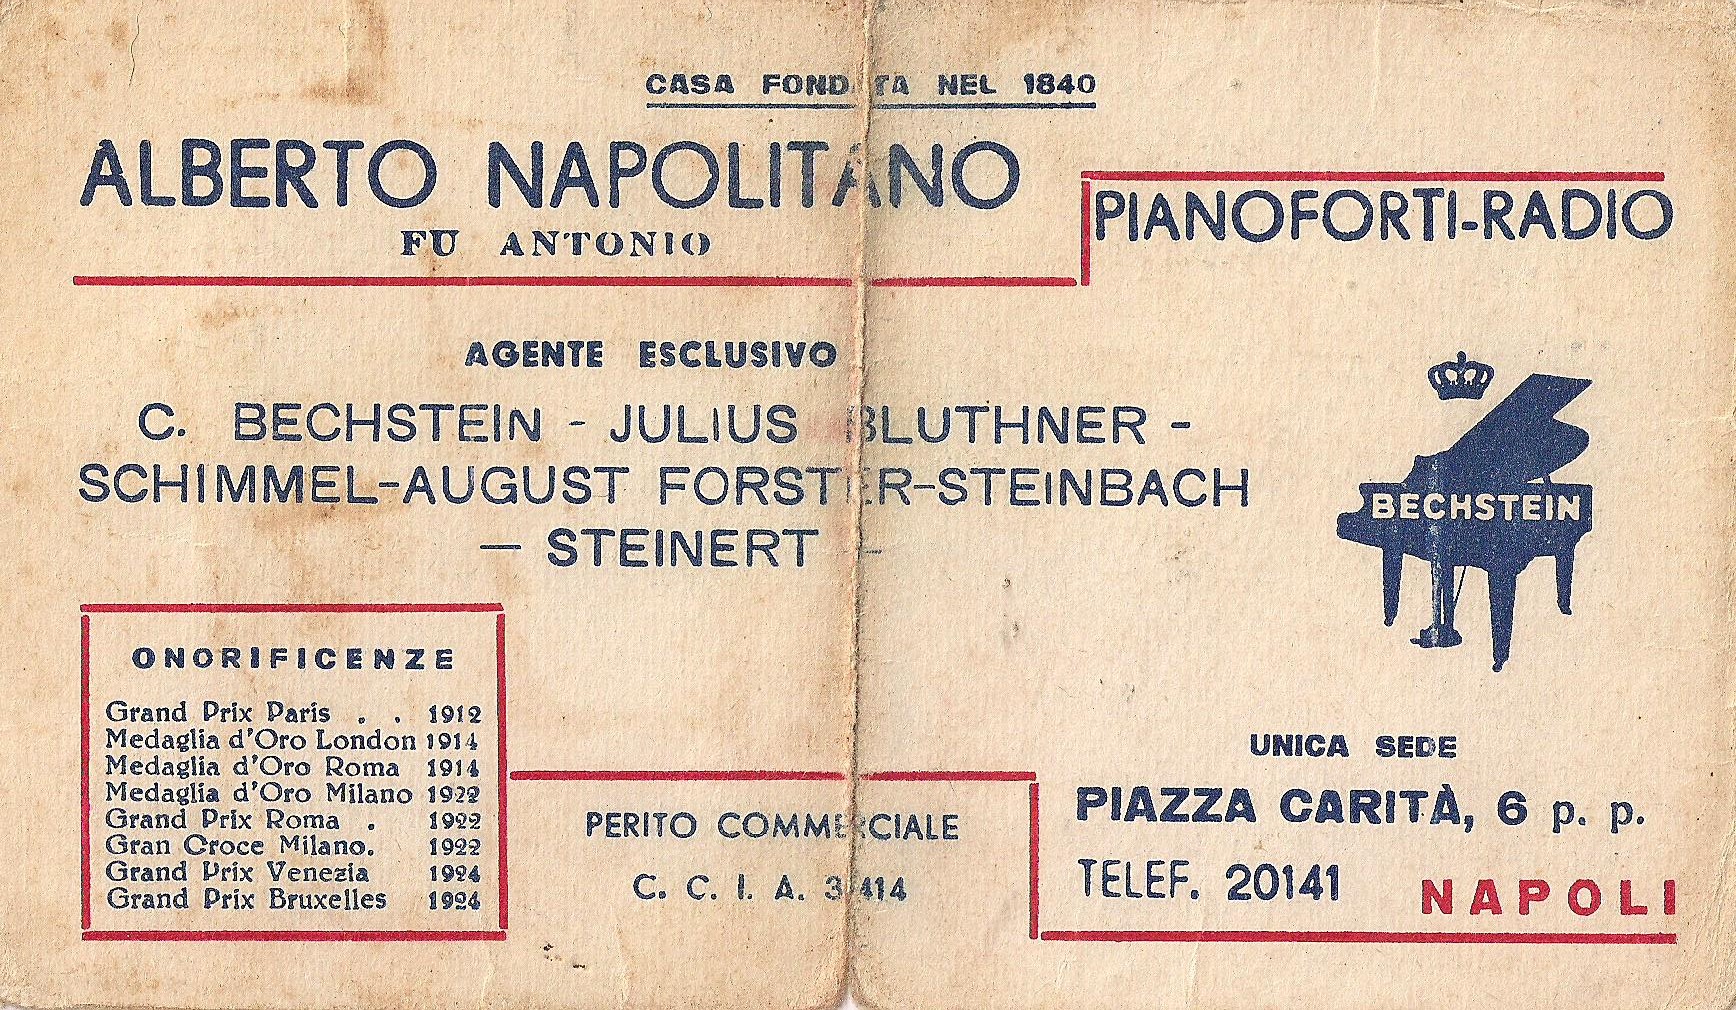 CASA FONDATA NEL 1840
ALBERTO NAPOLITANO
FU ANTONIO
PIANOFORTI-RADIO
AGENTE ESCLUSIVO
C. BECHSTEIN - JULIUS BLUTHNER -
SCHIMMEL-AUGUST FORSTER-STEINBACH
— STEINERT —
BECHSTEIN
ONORIFICENZE
Grand Prix Paris . . 1912
Medaglia d'Oro London 1914
Medaglia d'Oro Roma 1914
Medaglia d'Oro Milano 1922
Grand Prix Roma . 1922
Gran Croce Milano. 1922
Grand Prix Venezia 1924
Grand Prix Bruxelles 1924
PERITO COMMERCIALE
C. C. I. A.
UNICA SEDE
PIAZZA CARITÀ, 6 p. p.
TELEF. 20141
NAPOLI